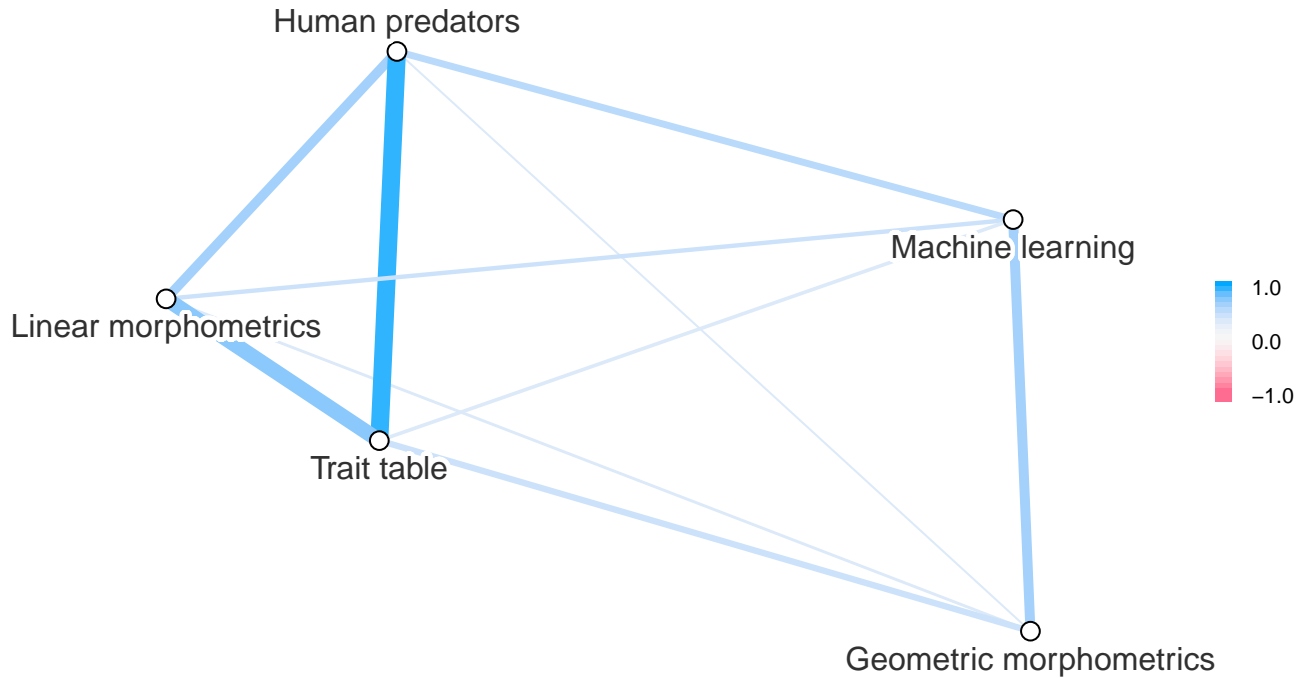 Human predators
Machine learning
1.0
Linear morphometrics
0.0
−1.0
Trait table
Geometric morphometrics